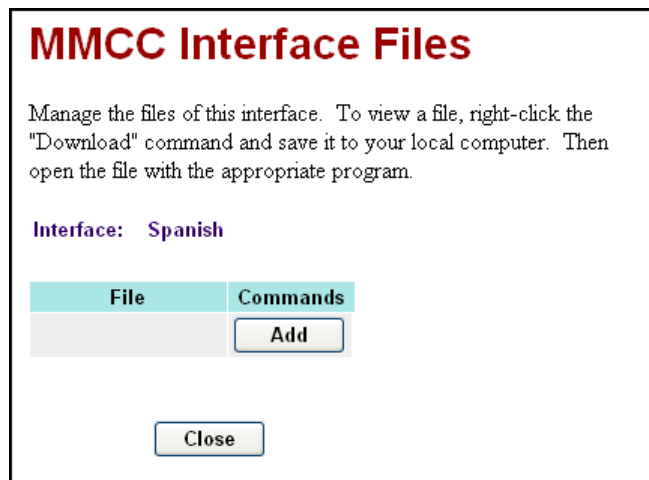 MMCC Interface Files
Manage the files of this interface. To view a file, right-click the
"Download" command and save it to your local computer. Then
open the file with the appropriate program.
Interface: Spanish
File Commands
Add
Close